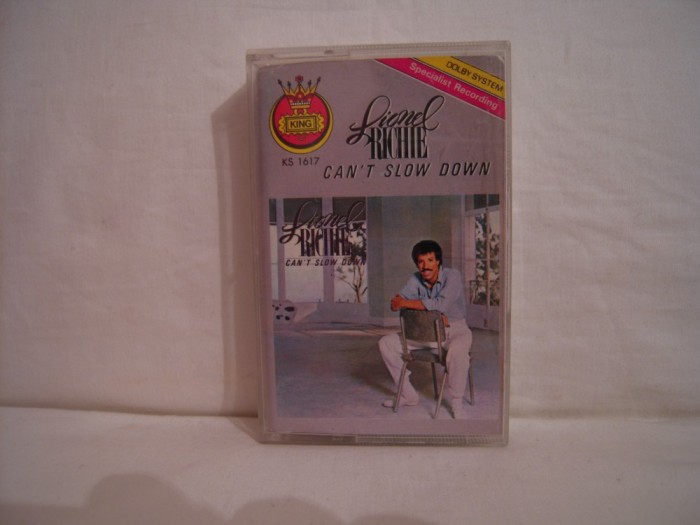 DOLBY SYSTEM
Specialist Recording
KING
KS 1617
Lionel
RICHIE
CAN'T SLOW DOWN
Lionel
RICHIE
CAN'T SLOW DOWN